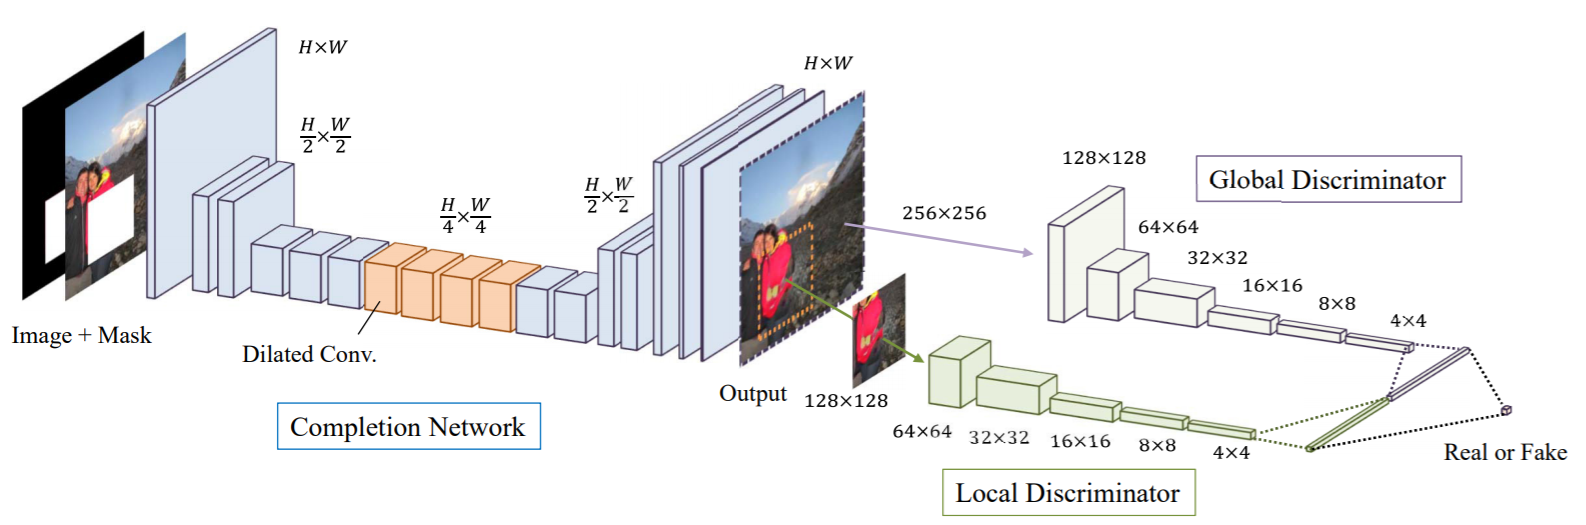 H×W
H/2×W/2
H/4×W/4
H/2×W/2
H×W
Image + Mask
Dilated Conv.
Completion Network
Output
256×256
128×128
128×128
64×64
32×32
16×16
8×8
4×4
Global Discriminator
64×64
32×32
16×16
8×8
4×4
Local Discriminator
Real or Fake